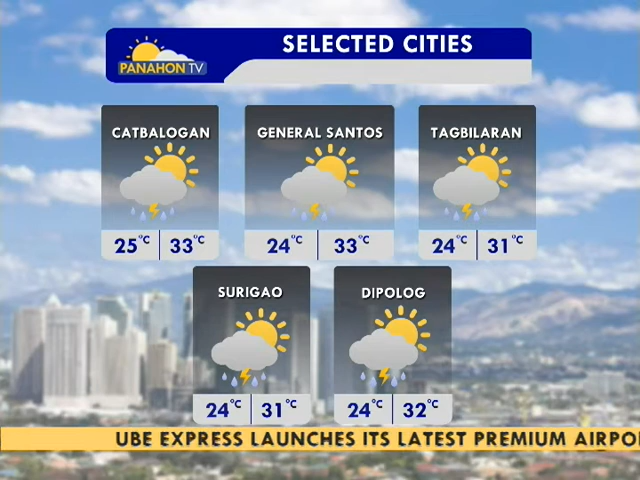 PANAHON TV
SELECTED CITIES
CATBALOGAN
25°C 33°C
GENERAL SANTOS
24°C 33°C
TAGBILARAN
24°C 31°C
SURIGAO
24°C 31°C
DIPOLOG
24°C 32°C
UBE EXPRESS LAUNCHES ITS LATEST PREMIUM AIRPO